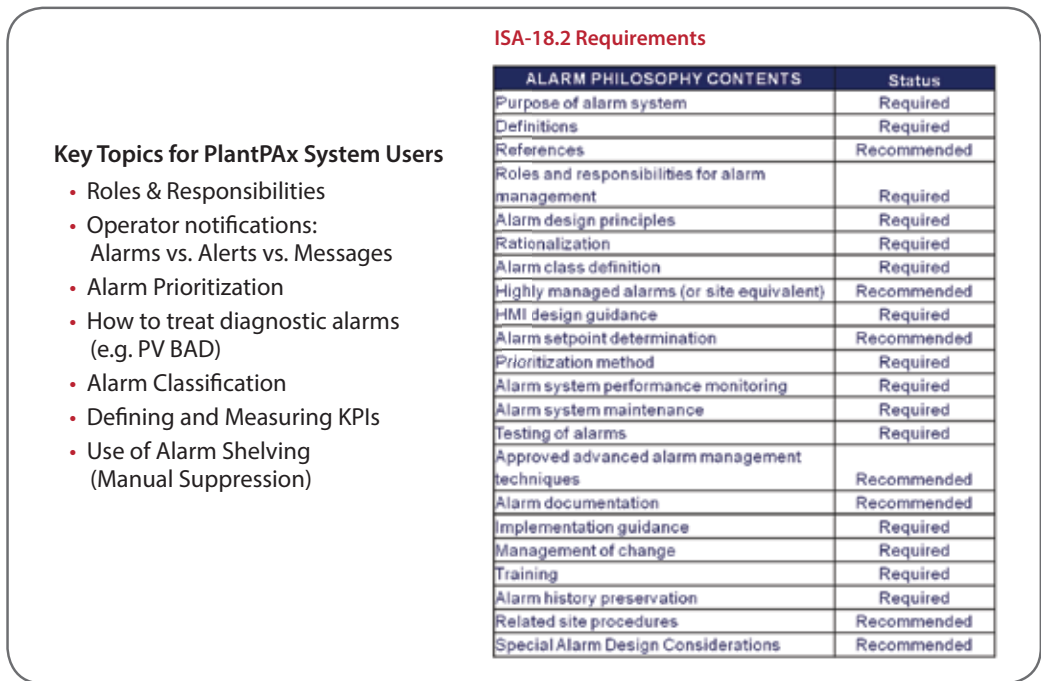 Key Topics for PlantPAx System Users
• Roles & Responsibilities
• Operator notifications:
Alarms vs. Alerts vs. Messages
• Alarm Prioritization
• How to treat diagnostic alarms
(e.g. PV BAD)
• Alarm Classification
• Defining and Measuring KPIs
• Use of Alarm Shelving
(Manual Suppression)
ISA-18.2 Requirements
ALARM PHILOSOPHY CONTENTS Status
Purpose of alarm system Required
Definitions Required
References Recommended
Roles and responsibilities for alarm
management Required
Alarm design principles Required
Rationalization Required
Alarm class definition Required
Highly managed alarms (or site equivalent) Recommended
HMI design guidance Required
Alarm setpoint determination Recommended
Prioritization method Required
Alarm system performance monitoring Required
Alarm system maintenance Required
Testing of alarms Required
Approved advanced alarm management
techniques Recommended
Alarm documentation Recommended
Implementation guidance Required
Management of change Required
Training Required
Alarm history preservation Required
Related site procedures Recommended
Special Alarm Design Considerations Recommended